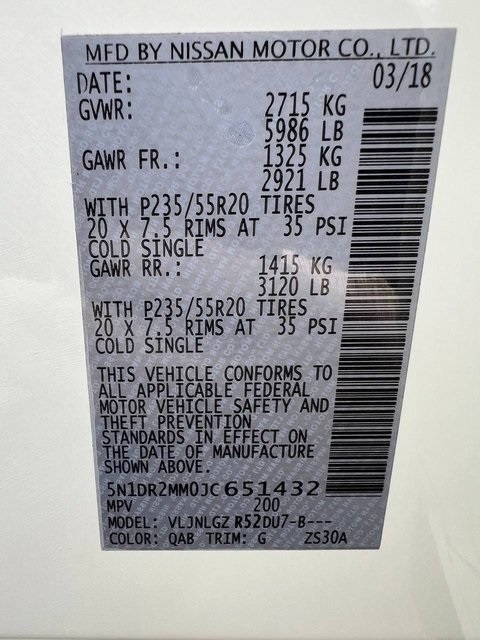 MFD BY NISSAN MOTOR CO., LTD.
DATE: 03/18
GVWR: 2715 KG
5986 LB
GAWR FR.: 1325 KG
2921 LB
WITH P235/55R20 TIRES
20 X 7.5 RIMS AT 35 PSI
COLD SINGLE
GAWR RR.: 1415 KG
3120 LB
WITH P235/55R20 TIRES
20 X 7.5 RIMS AT 35 PSI
COLD SINGLE
THIS VEHICLE CONFORMS TO
ALL APPLICABLE FEDERAL
MOTOR VEHICLE SAFETY AND
THEFT PREVENTION
STANDARDS IN EFFECT ON
THE DATE OF MANUFACTURE
SHOWN ABOVE.
5N1DR2MM0JC651432
MPV 200
MODEL: VLJNLGZ R52DU7-B---
COLOR: QAB TRIM: G ZS30A